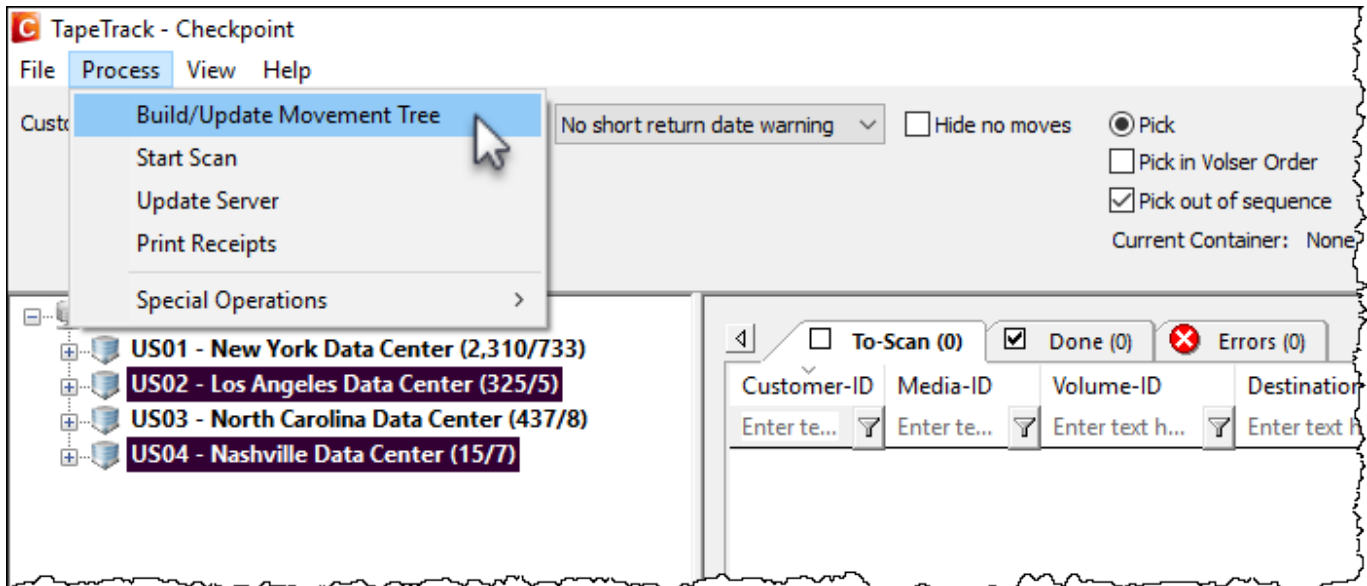 TapeTrack - Checkpoint
File Process View Help
Build/Update Movement Tree
Start Scan
Update Server
Print Receipts
Special Operations
No short return date warning
Hide no moves
Pick
Pick in Volser Order
Pick out of sequence
Current Container: None
US01 - New York Data Center (2,310/733)
US02 - Los Angeles Data Center (325/5)
US03 - North Carolina Data Center (437/8)
US04 - Nashville Data Center (15/7)
To-Scan (0) Done (0) Errors (0)
Customer-ID Media-ID Volume-ID Destination
Enter te... Enter te... Enter text h... Enter text